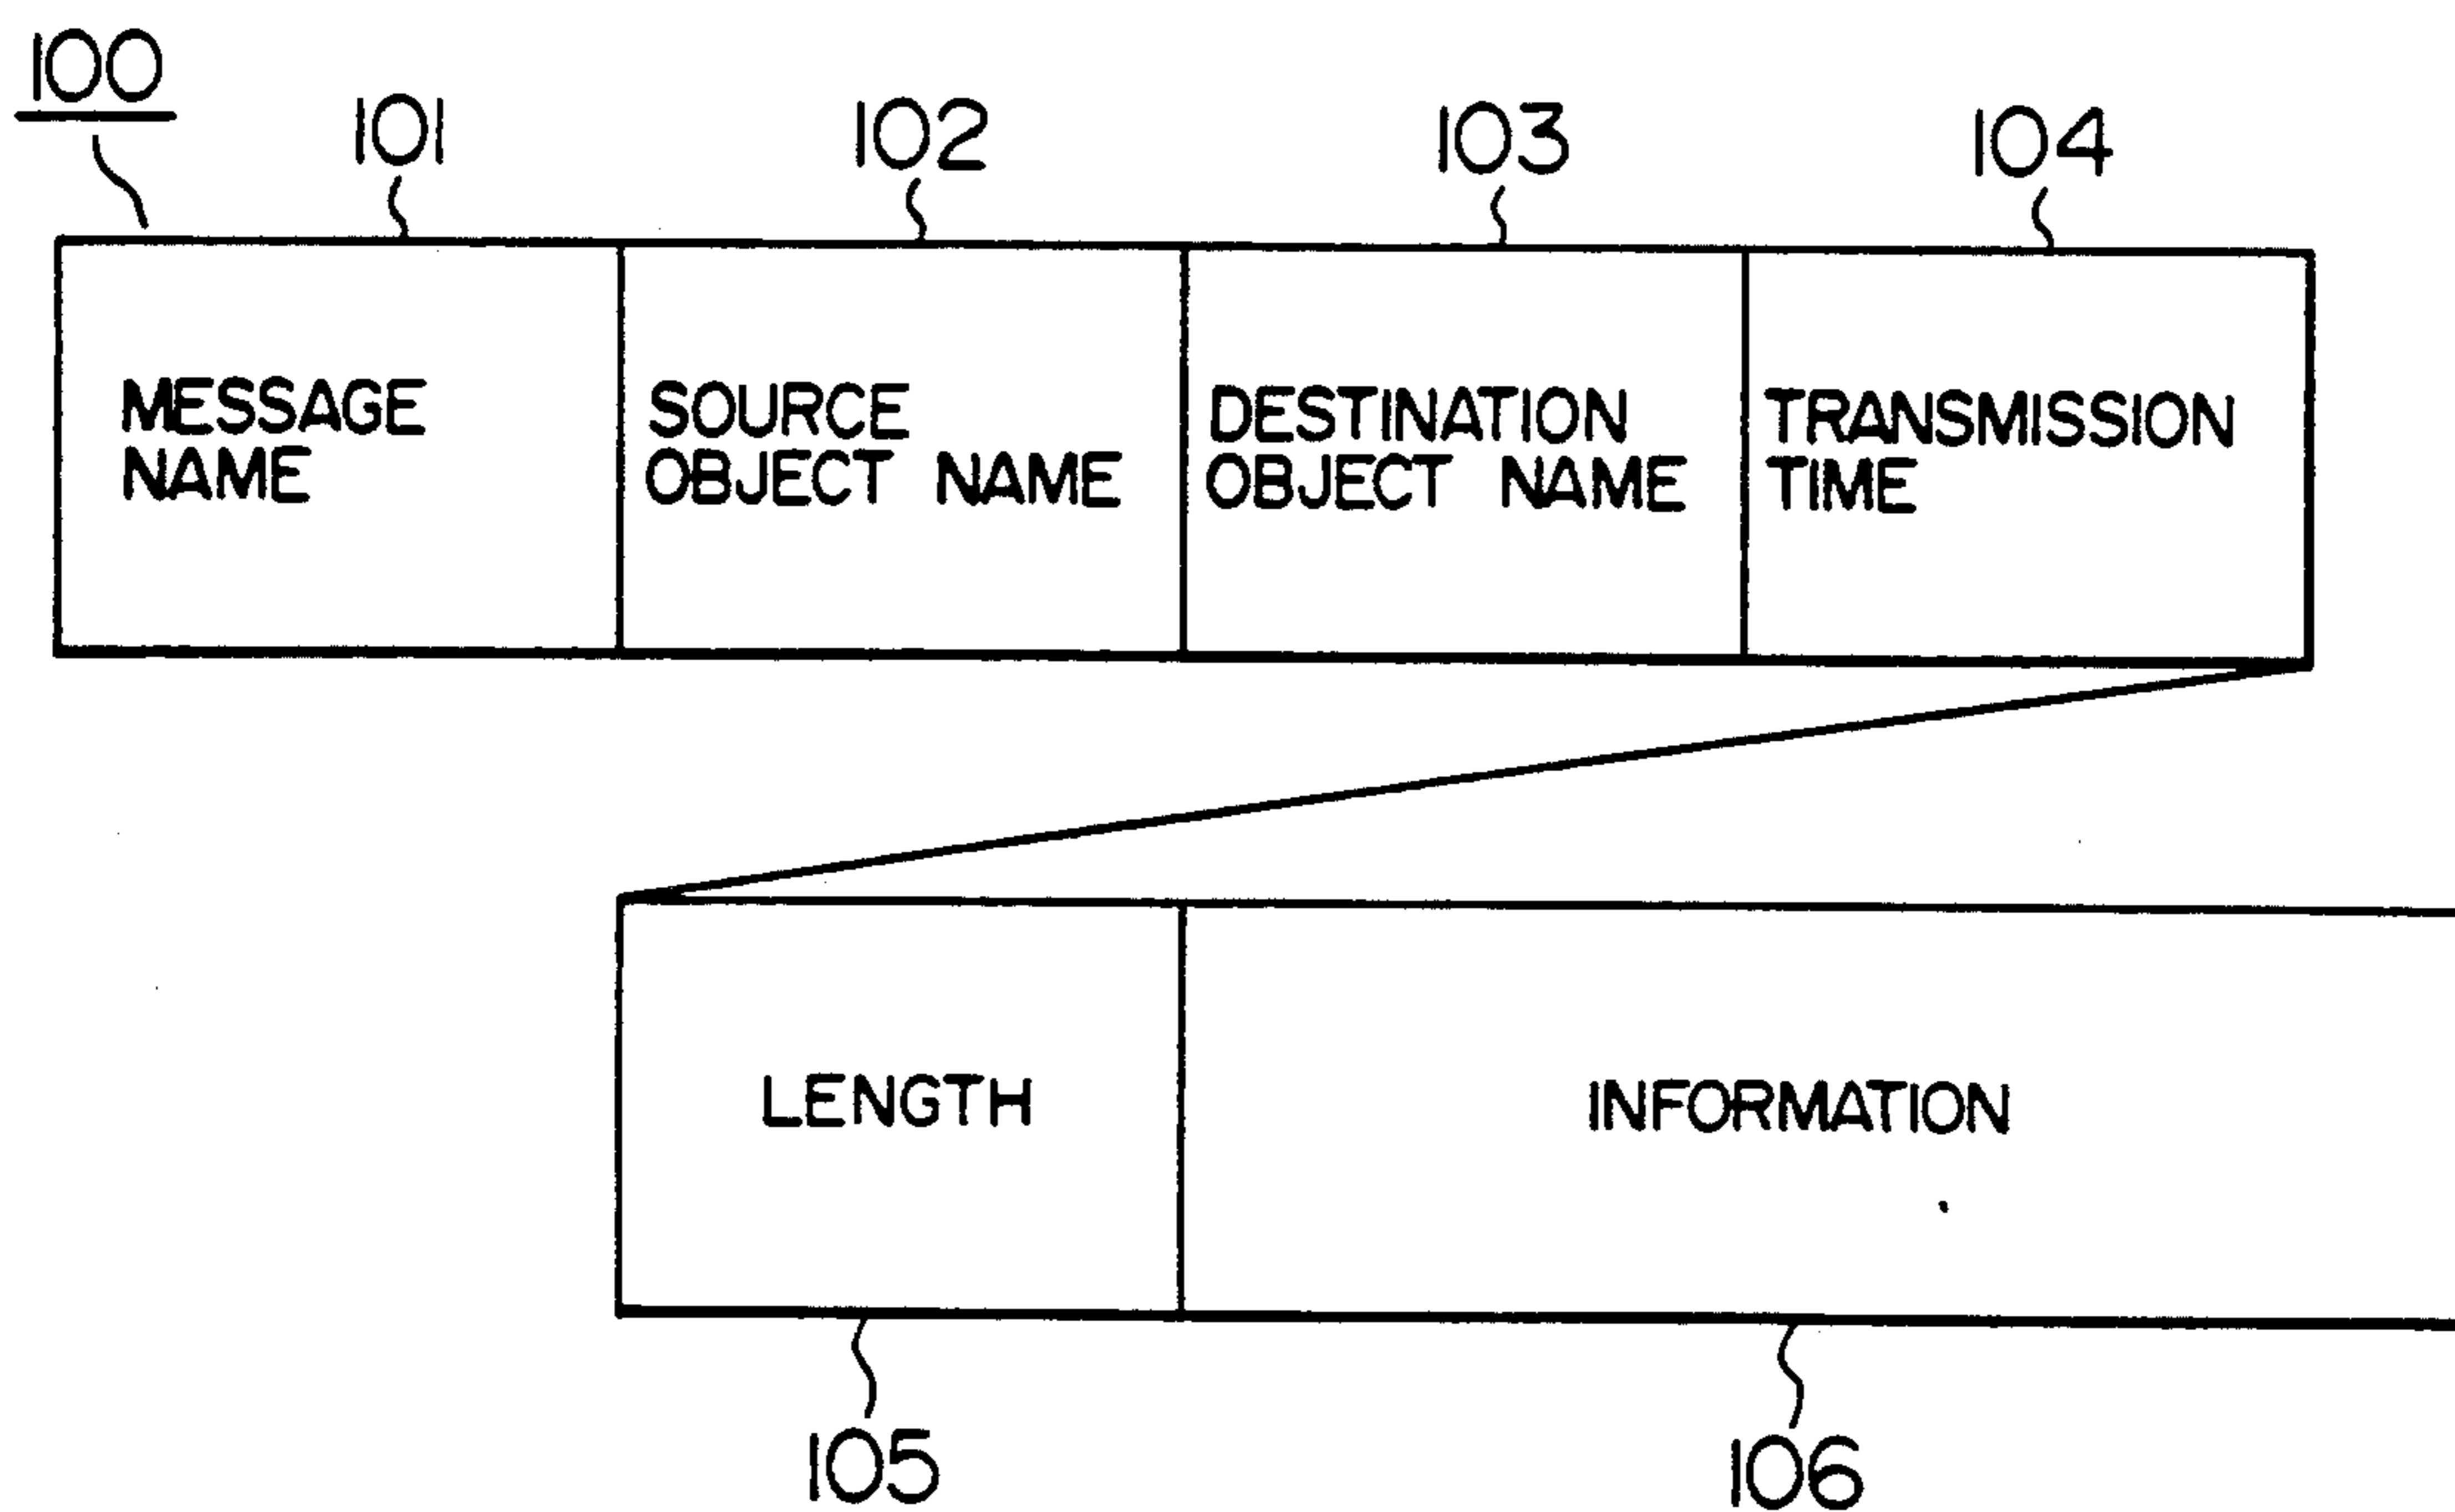 100
101
102
103
104
MESSAGE
NAME
SOURCE
OBJECT NAME
DESTINATION
OBJECT NAME
TRANSMISSION
TIME
LENGTH
INFORMATION
105
106